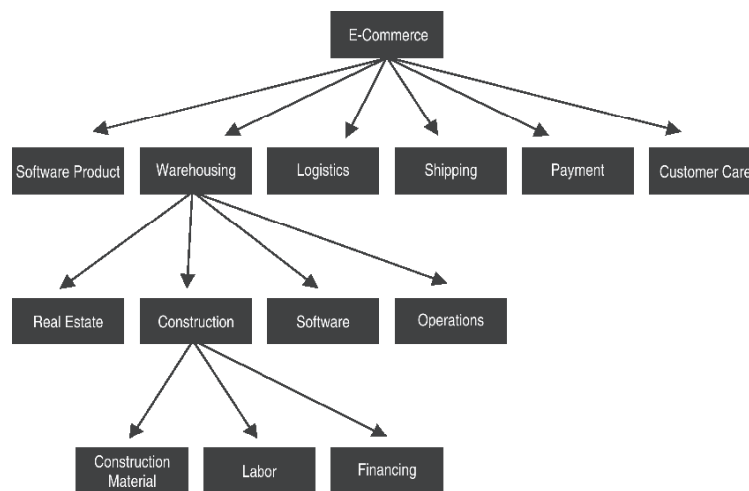 E-Commerce
Software Product
Warehousing
Logistics
Shipping
Payment
Customer Care
Real Estate
Construction
Software
Operations
Construction
Material
Labor
Financing